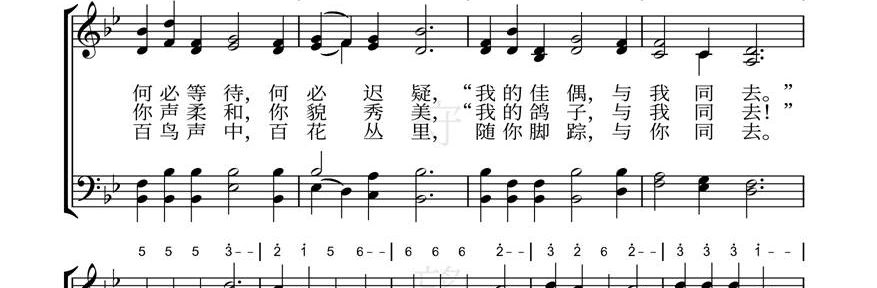 何必等待，何必迟疑，“我的佳偶，与我同去。”
你声柔和，你貌秀美，“我的鸽子，与我同去！”
百鸟声中，百花丛里，随你脚踪，与你同去。
5 5 5 3-- | 2 1 5 6-- | 6 6 6 2-- | 3 2 6 2-- | 3 3 3 1--